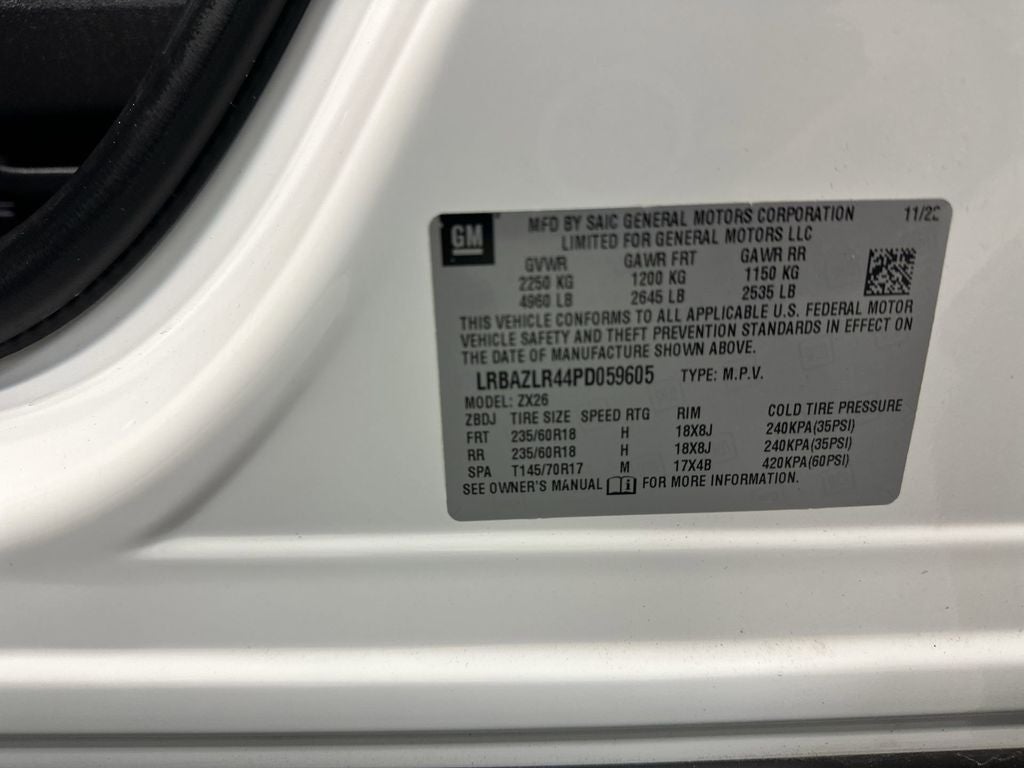 GM
MFD BY SAIC GENERAL MOTORS CORPORATION 11/22
LIMITED FOR GENERAL MOTORS LLC
GVWR GAWR FRT GAWR RR
2250 KG 1200 KG 1150 KG
4960 LB 2645 LB 2535 LB
THIS VEHICLE CONFORMS TO ALL APPLICABLE U.S. FEDERAL MOTOR
VEHICLE SAFETY AND THEFT PREVENTION STANDARDS IN EFFECT ON
THE DATE OF MANUFACTURE SHOWN ABOVE.
LRBAZLR44PD059605 TYPE: M.P.V.
MODEL: ZX26
ZBDJ TIRE SIZE SPEED RTG RIM COLD TIRE PRESSURE
FRT 235/60R18 H 18X8J 240KPA(35PSI)
RR 235/60R18 H 18X8J 240KPA(35PSI)
SPA T145/70R17 M 17X4B 420KPA(60PSI)
SEE OWNER'S MANUAL FOR MORE INFORMATION.